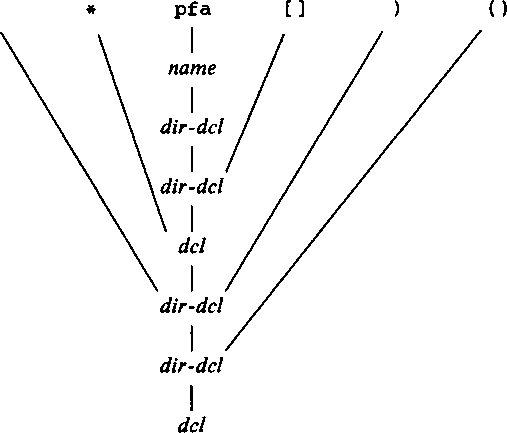 * pfa [] ) ()
name
dir-dcl
dir-dcl
dcl
dir-dcl
dir-dcl
dcl